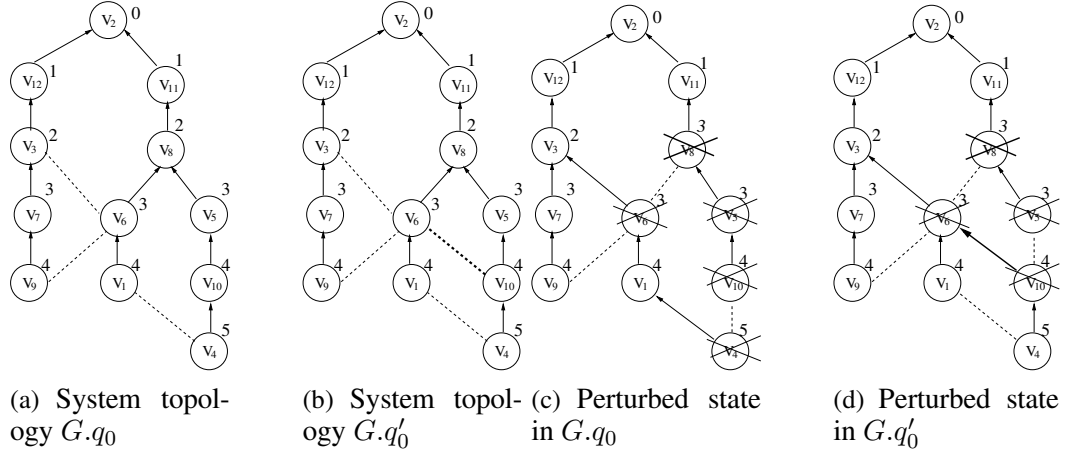 V2 0
V12 1
V11 1
V3 2
V8 2
V7 3
V6 3
V5 3
V9 4
V1 4
V10 4
V4 5
(a) System topol-
ogy G.q0
V2 0
V12 1
V11 1
V3 2
V8 2
V7 3
V6 3
V5 3
V9 4
V1 4
V10 4
V4 5
(b) System topol-
ogy G.q′0
V2 0
V12 1
V11 1
V3 2
V8 3
V7 3
V6 3
V5 3
V9 4
V1 4
V10 4
V4 5
(c) Perturbed state
in G.q0
V2 0
V12 1
V11 1
V3 2
V8 3
V7 3
V6 3
V5 3
V9 4
V1 4
V10 4
V4 5
(d) Perturbed state
in G.q′0